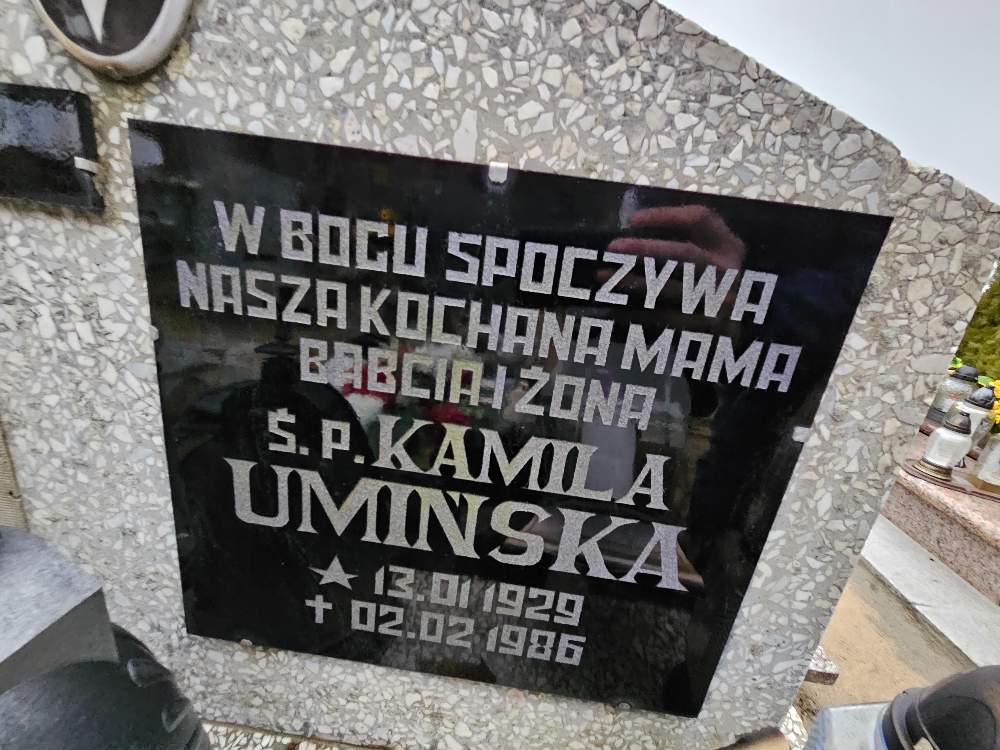 W BOGU SPOCZYWA
NASZA KOCHANA MAMA
BABCIA I ŻONA
Ś.P. KAMILA
UMIŃSKA
★ 13.01 1929
✝ 02.02 1986